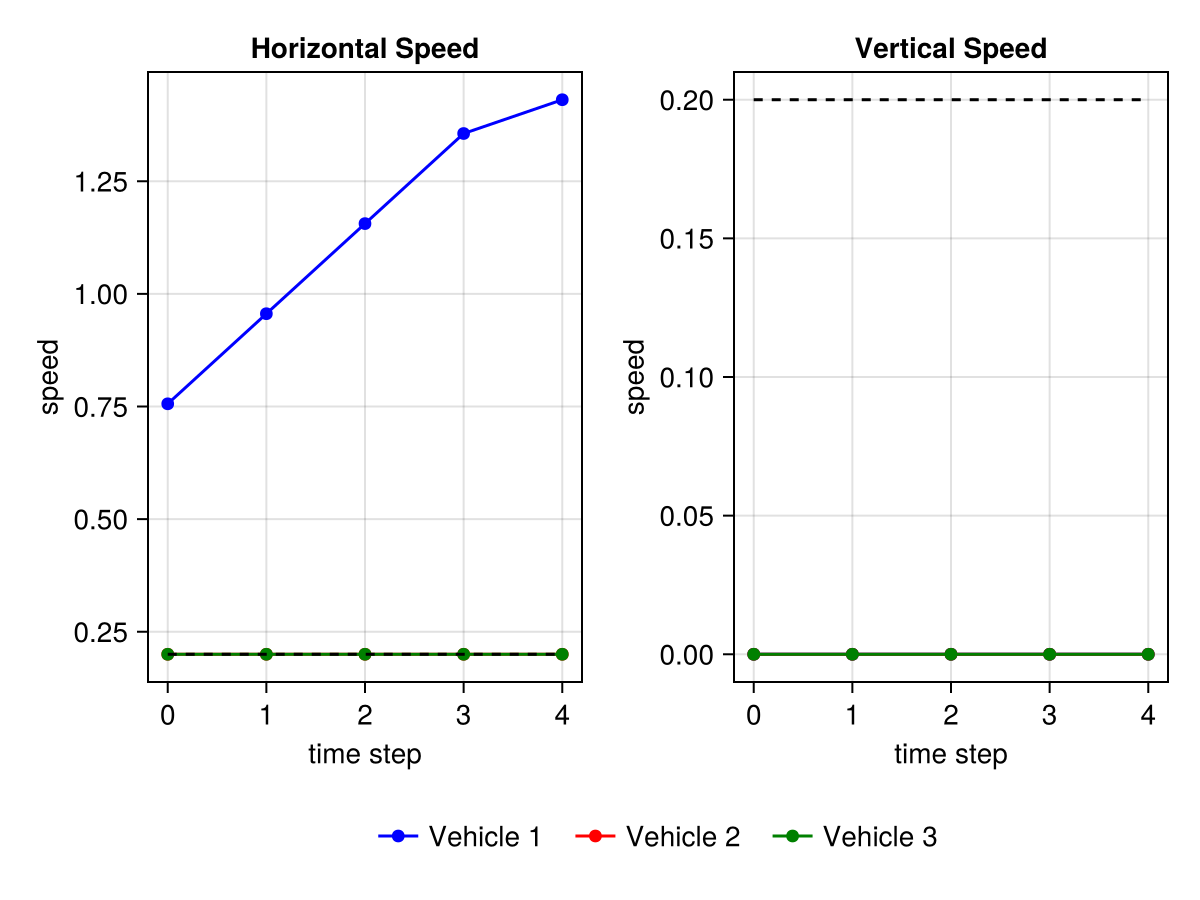 Horizontal Speed
speed
1.25
1.00
0.75
0.50
0.25
0 1 2 3 4
time step
Vertical Speed
speed
0.20
0.15
0.10
0.05
0.00
0 1 2 3 4
time step
Vehicle 1 Vehicle 2 Vehicle 3